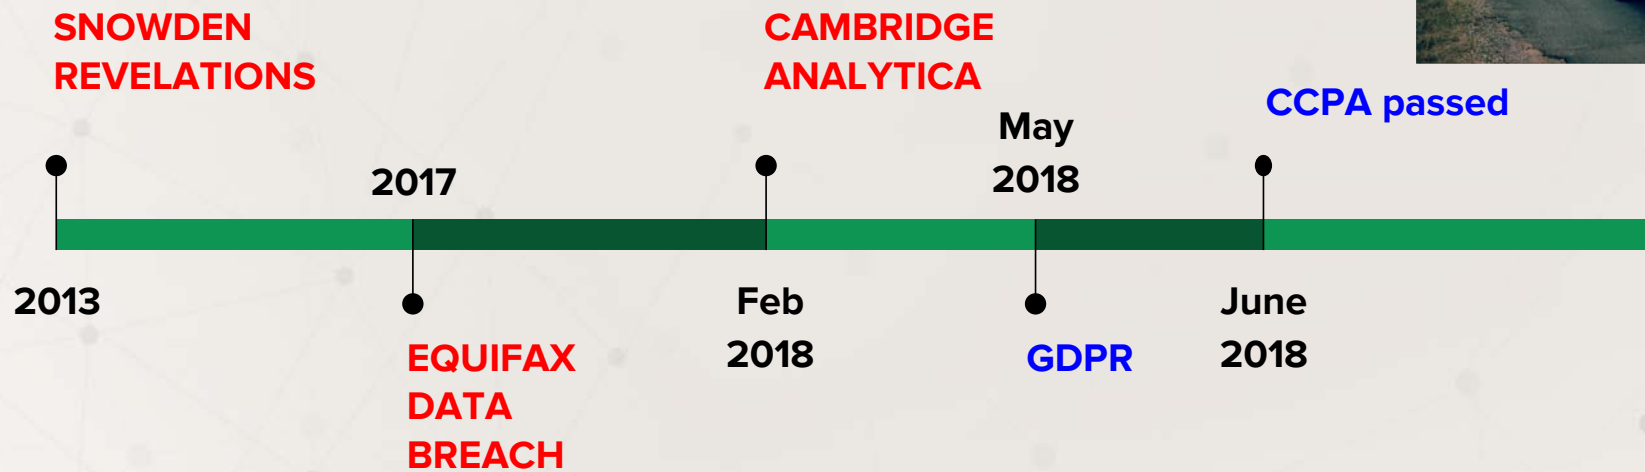 SNOWDEN
REVELATIONS
2013
2017
EQUIFAX
DATA
BREACH
CAMBRIDGE
ANALYTICA
Feb
2018
May
2018
GDPR
CCPA passed
June
2018